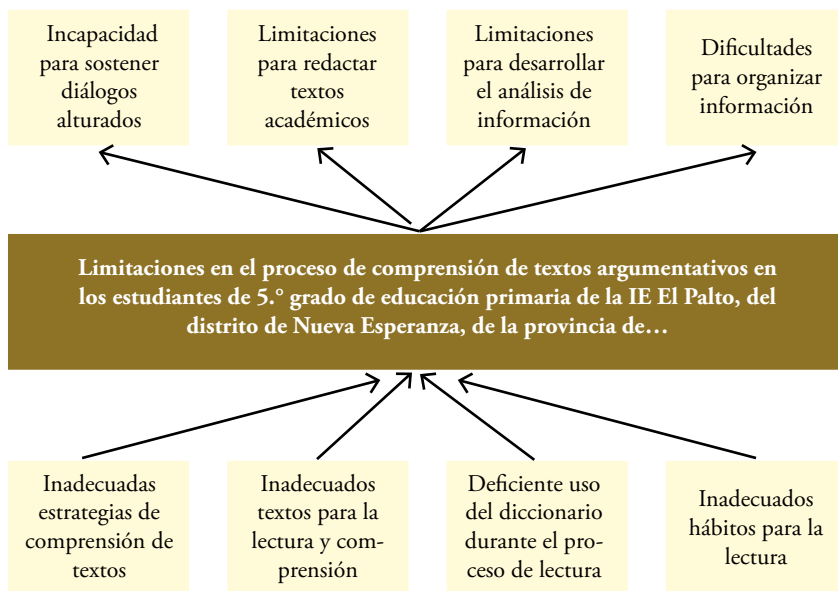 Incapacidad
para sostener
diálogos
alturados
Limitaciones
para redactar
textos
académicos
Limitaciones
para desarrollar
el análisis de
información
Dificultades
para organizar
información
Limitaciones en el proceso de comprensión de textos argumentativos en
los estudiantes de 5.° grado de educación primaria de la IE El Palto, del
distrito de Nueva Esperanza, de la provincia de…
Inadecuadas
estrategias de
comprensión de
textos
Inadecuados
textos para la
lectura y com-
prensión
Deficiente uso
del diccionario
durante el pro-
ceso de lectura
Inadecuados
hábitos para la
lectura